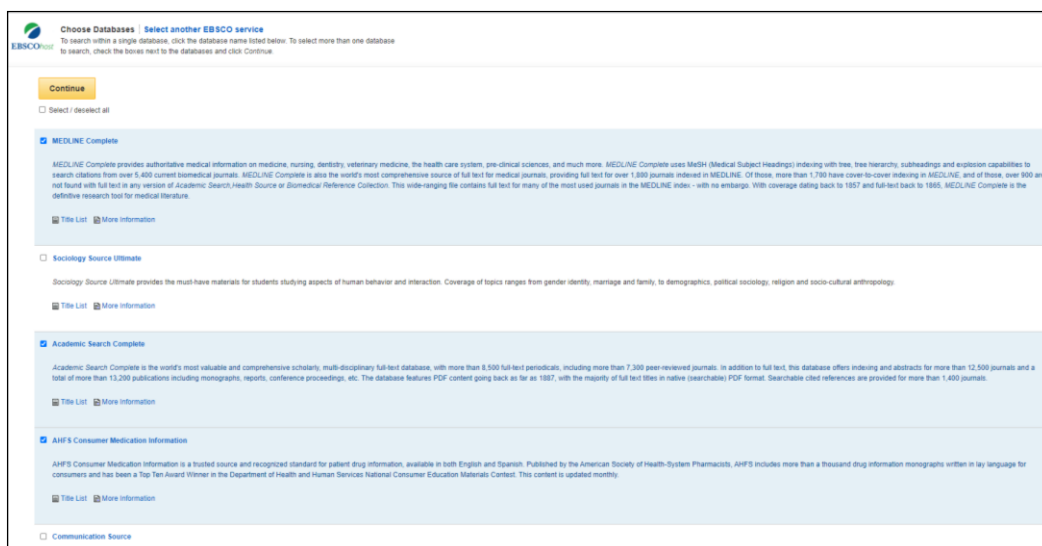 Choose Databases | Select another EBSCO service
To search within a single database, click the database name listed below. To select more than one database
to search, check the boxes next to the databases and click Continue.
EBSCOhost
Continue
Select / deselect all
MEDLINE Complete
MEDLINE Complete provides authoritative medical information on medicine, nursing, dentistry, veterinary medicine, the health care system, pre-clinical sciences, and much more. MEDLINE Complete uses MeSH (Medical Subject Headings) indexing with tree, tree hierarchy, subheadings and explosion capabilities to
search citations from over 5,400 current biomedical journals. MEDLINE Complete is also the world's most comprehensive source of full text for medical journals, providing full text for over 1,800 journals indexed in MEDLINE. Of those, more than 1,700 have cover-to-cover indexing in MEDLINE, and of those, over 900 are
not found with full text in any version of Academic Search, Health Source or Biomedical Reference Collection. This wide-ranging file contains full text for many of the most used journals in the MEDLINE index - with no embargo. With coverage dating back to 1857 and full-text back to 1865, MEDLINE Complete is the
definitive research tool for medical literature.
Title List More Information
Sociology Source Ultimate
Sociology Source Ultimate provides the must-have materials for students studying aspects of human behavior and interaction. Coverage of topics ranges from gender identity, marriage and family, to demographics, political sociology, religion and socio-cultural anthropology.
Title List More Information
Academic Search Complete
Academic Search Complete is the world's most valuable and comprehensive scholarly, multi-disciplinary full-text database, with more than 8,500 full-text periodicals, including more than 7,300 peer-reviewed journals. In addition to full text, this database offers indexing and abstracts for more than 12,500 journals and a
total of more than 13,200 publications including monographs, reports, conference proceedings, etc. The database features PDF content going back as far as 1887, with the majority of full text titles in native (searchable) PDF format. Searchable cited references are provided for more than 1,400 journals.
Title List More Information
AHFS Consumer Medication Information
AHFS Consumer Medication Information is a trusted source and recognized standard for patient drug information, available in both English and Spanish. Published by the American Society of Health-System Pharmacists, AHFS includes more than a thousand drug information monographs written in lay language for
consumers and has been a Top Ten Award Winner in the Department of Health and Human Services National Consumer Education Materials Contest. This content is updated monthly.
Title List More Information
Communication Source